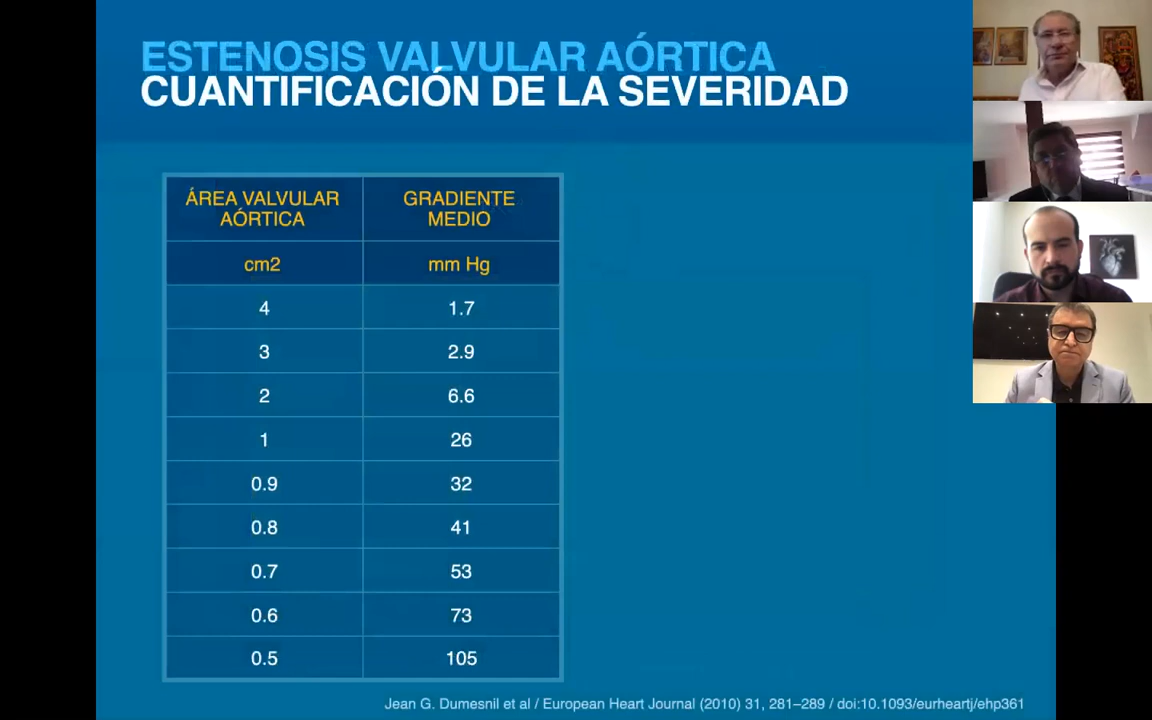 ESTENOSIS VALVULAR AÓRTICA
CUANTIFICACIÓN DE LA SEVERIDAD
ÁREA VALVULAR AÓRTICA GRADIENTE MEDIO
cm2 mm Hg
4 1.7
3 2.9
2 6.6
1 26
0.9 32
0.8 41
0.7 53
0.6 73
0.5 105
Jean G. Dumesnil et al / European Heart Journal (2010) 31, 281–289 / doi:10.1093/eurheartj/ehp361